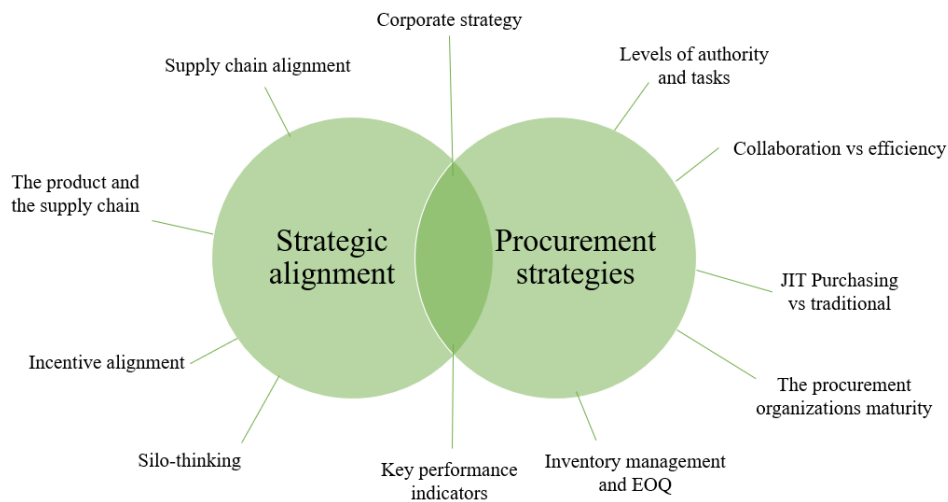 Corporate strategy
Supply chain alignment
Levels of authority
and tasks
Collaboration vs efficiency
The product and
the supply chain
Strategic
alignment
Procurement
strategies
JIT Purchasing
vs traditional
Incentive alignment
The procurement
organizations maturity
Silo-thinking
Key performance
indicators
Inventory management
and EOQ